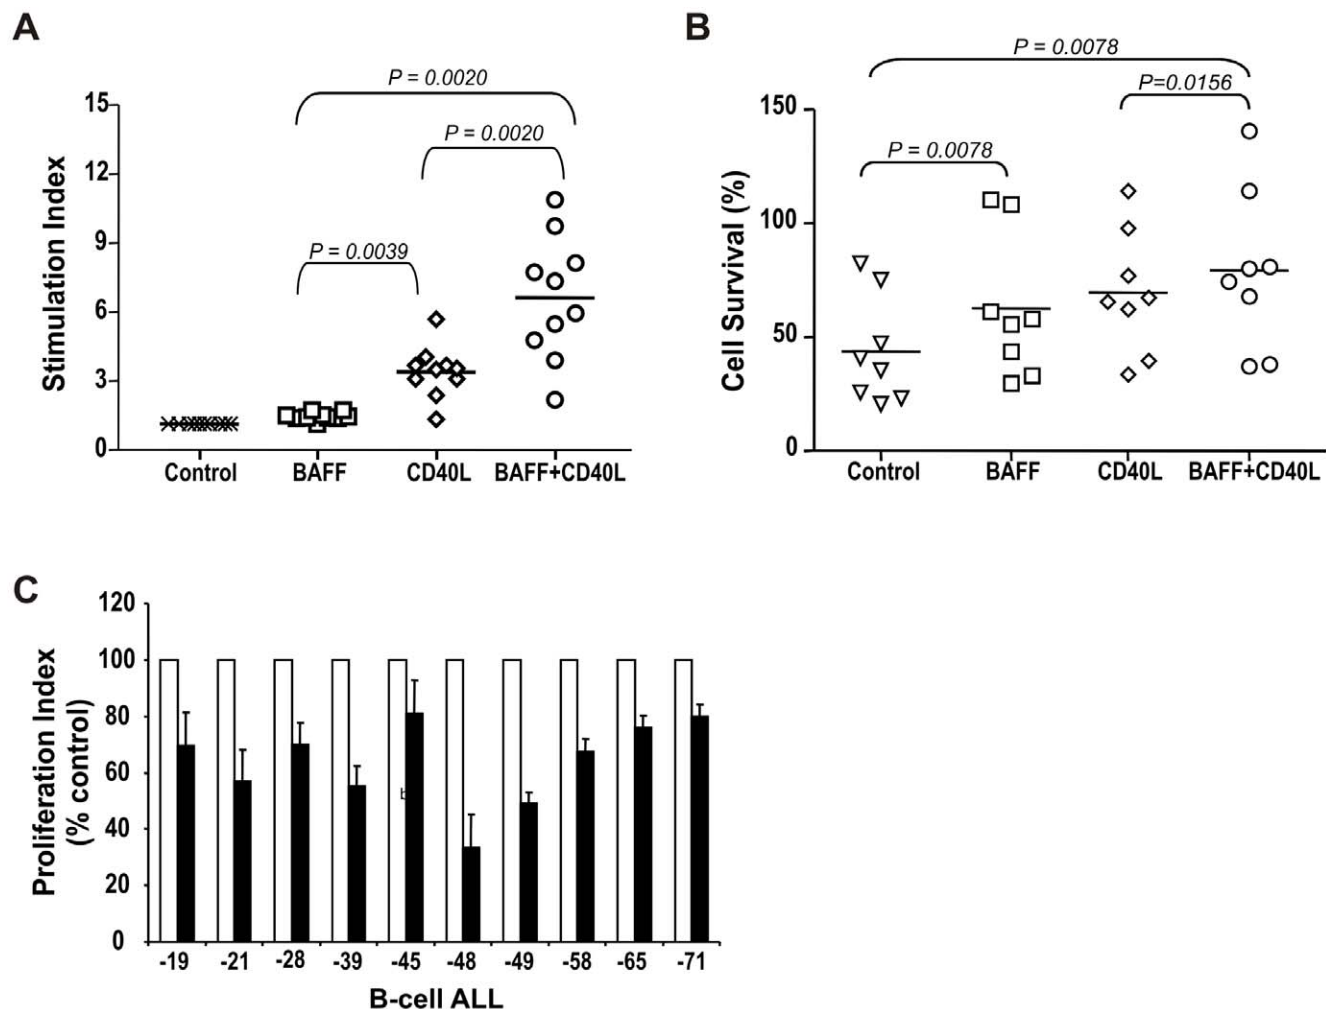 A
P = 0.0020
P = 0.0020
P = 0.0039
Stimulation Index
15
12
9
6
3
0
Control BAFF CD40L BAFF+CD40L
B
P = 0.0078
P=0.0156
P = 0.0078
Cell Survival (%)
150
100
50
0
Control BAFF CD40L BAFF+CD40L
C
Proliferation Index
(% control)
120
100
80
60
40
20
0
b
-19 -21 -28 -39 -45 -48 -49 -58 -65 -71
B-cell ALL